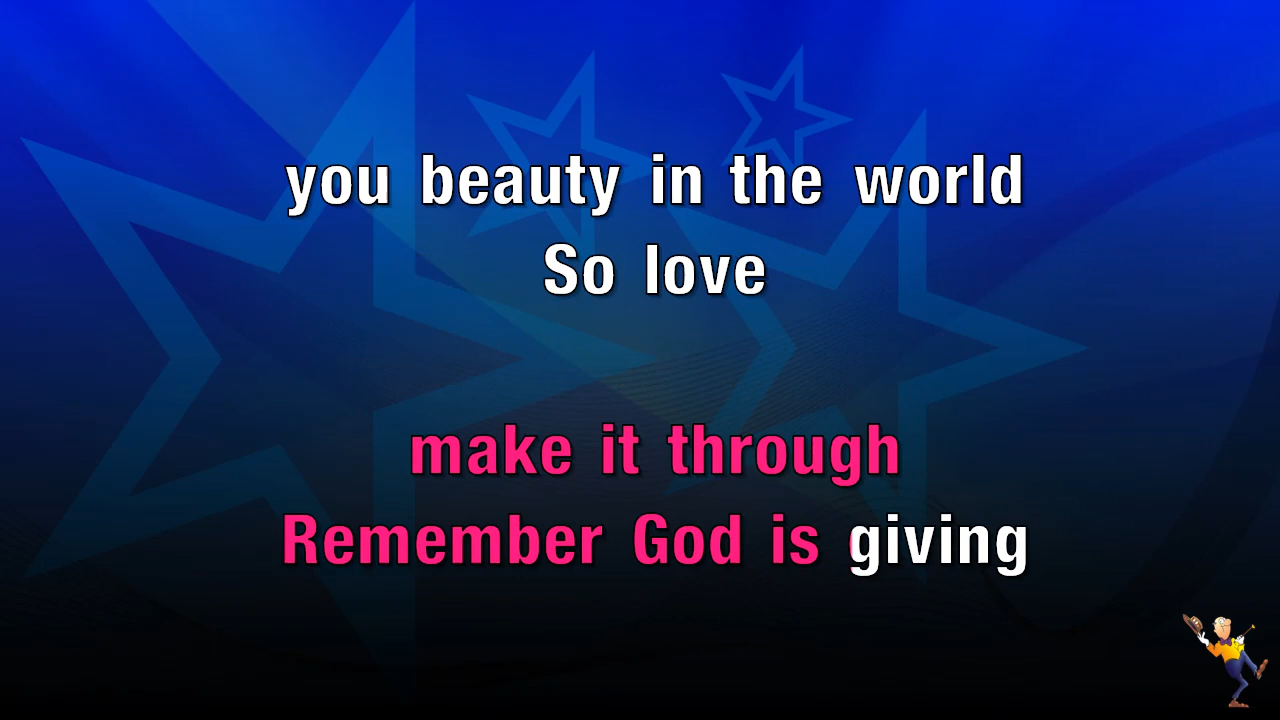 you beauty in the world
So love
make it through
Remember God is giving